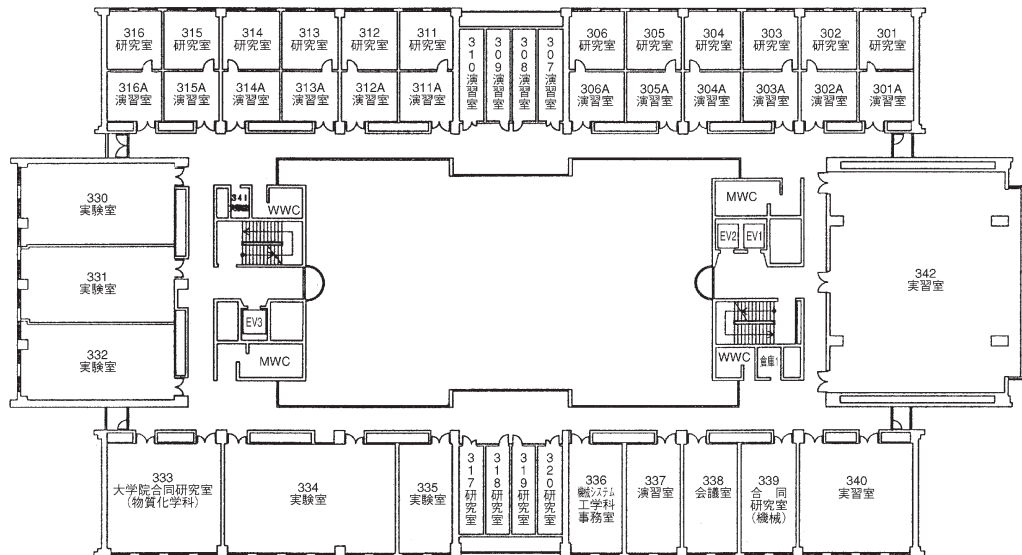 316
研究室
315
研究室
314
研究室
313
研究室
312
研究室
311
研究室
310演習室
309演習室
308演習室
307演習室
306
研究室
305
研究室
304
研究室
303
研究室
302
研究室
301
研究室
316A
演習室
315A
演習室
314A
演習室
313A
演習室
312A
演習室
311A
演習室
306A
演習室
305A
演習室
304A
演習室
303A
演習室
302A
演習室
301A
演習室
330
実験室
341
WWC
MWC
EV2
EV1
331
実験室
342
実習室
EV3
332
実験室
MWC
WWC
倉庫1
333
大学院合同研究室
(物質化学科)
334
実験室
335
実験室
317研究室
318研究室
319研究室
320研究室
336
機械システム
工学科
事務室
337
演習室
338
会議室
339
合同
研究室
(機械)
340
実習室